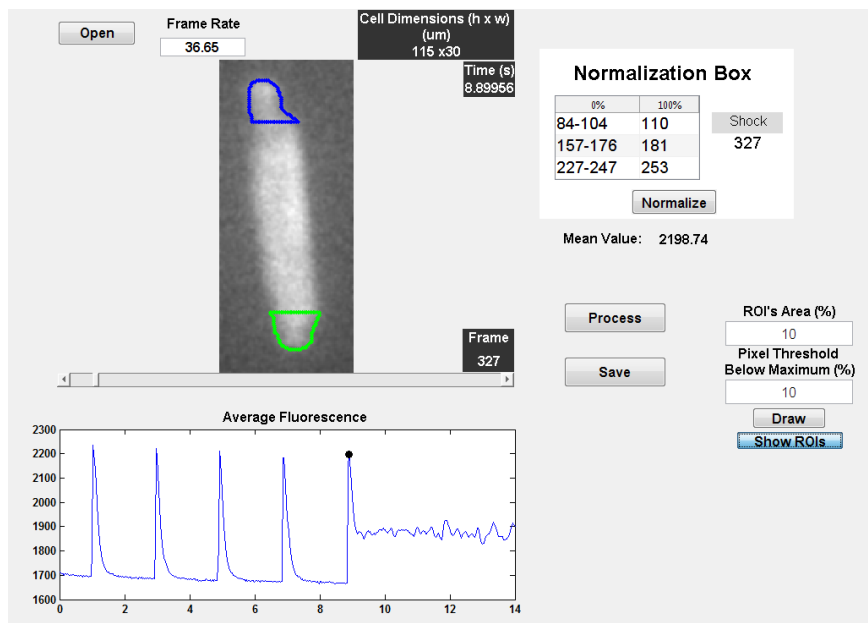 Open
Frame Rate
36.65
Cell Dimensions (h x w)
(um)
115 x30
Time (s)
8.89956
Normalization Box
0% 100%
84-104 110
157-176 181
227-247 253
Shock
327
Normalize
Mean Value: 2198.74
Process
Save
ROI's Area (%)
10
Pixel Threshold
Below Maximum (%)
10
Draw
Show ROIs
Frame
327
Average Fluorescence
2300
2200
2100
2000
1900
1800
1700
1600
0 2 4 6 8 10 12 14